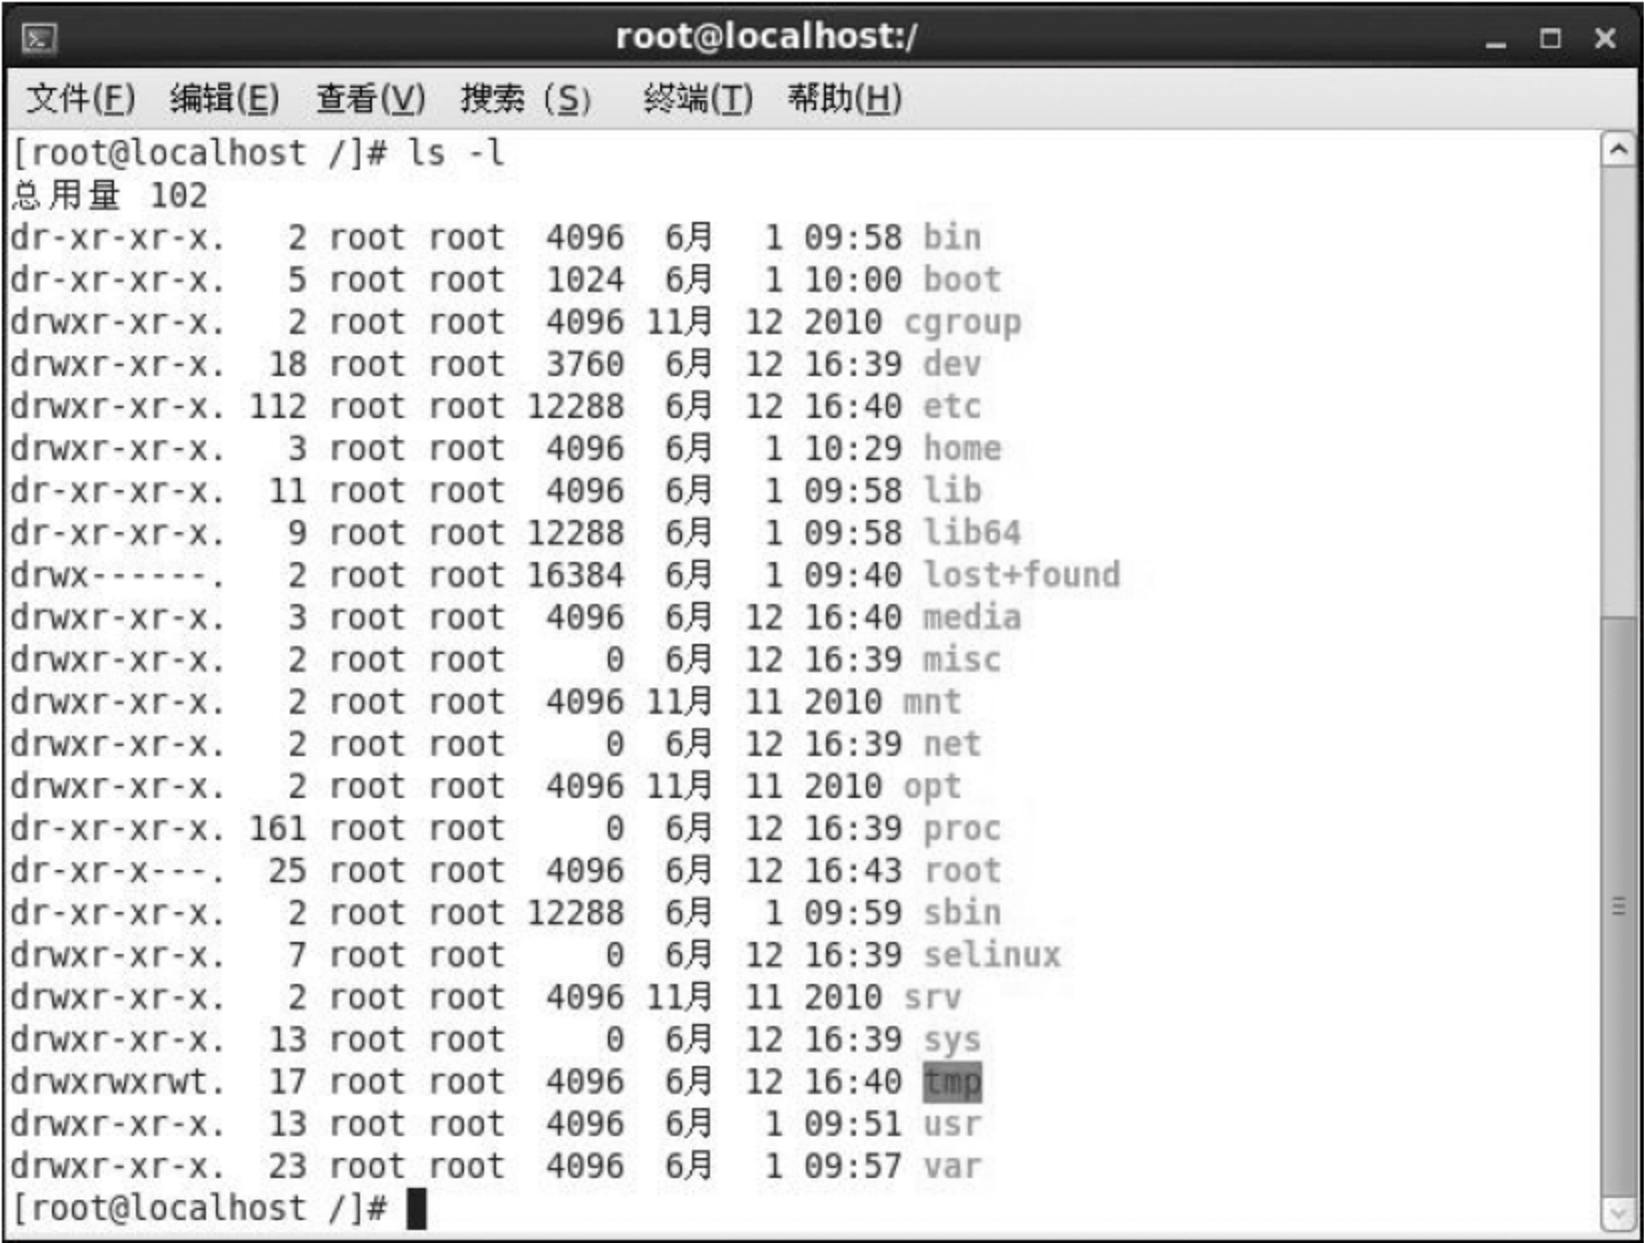 root@localhost:/
文件(F) 编辑(E) 查看(V) 搜索 (S) 终端(T) 帮助(H)
[root@localhost /]# ls -l
总用量 102
dr-xr-xr-x.   2 root root  4096  6月   1 09:58 bin
dr-xr-xr-x.   5 root root  1024  6月   1 10:00 boot
drwxr-xr-x.   2 root root  4096 11月  12 2010 cgroup
drwxr-xr-x.  18 root root  3760  6月  12 16:39 dev
drwxr-xr-x. 112 root root 12288  6月  12 16:40 etc
drwxr-xr-x.   3 root root  4096  6月   1 10:29 home
dr-xr-xr-x.  11 root root  4096  6月   1 09:58 lib
dr-xr-xr-x.   9 root root 12288  6月   1 09:58 lib64
drwx------.   2 root root 16384  6月   1 09:40 lost+found
drwxr-xr-x.   3 root root  4096  6月  12 16:40 media
drwxr-xr-x.   2 root root     0  6月  12 16:39 misc
drwxr-xr-x.   2 root root  4096 11月  11 2010 mnt
drwxr-xr-x.   2 root root     0  6月  12 16:39 net
drwxr-xr-x.   2 root root  4096 11月  11 2010 opt
dr-xr-xr-x. 161 root root     0  6月  12 16:39 proc
dr-xr-x---.  25 root root  4096  6月  12 16:43 root
dr-xr-xr-x.   2 root root 12288  6月   1 09:59 sbin
drwxr-xr-x.   7 root root     0  6月  12 16:39 selinux
drwxr-xr-x.   2 root root  4096 11月  11 2010 srv
drwxr-xr-x.  13 root root     0  6月  12 16:39 sys
drwxrwxrwt.  17 root root  4096  6月  12 16:40 tmp
drwxr-xr-x.  13 root root  4096  6月   1 09:51 usr
drwxr-xr-x.  23 root root  4096  6月   1 09:57 var
[root@localhost /]#